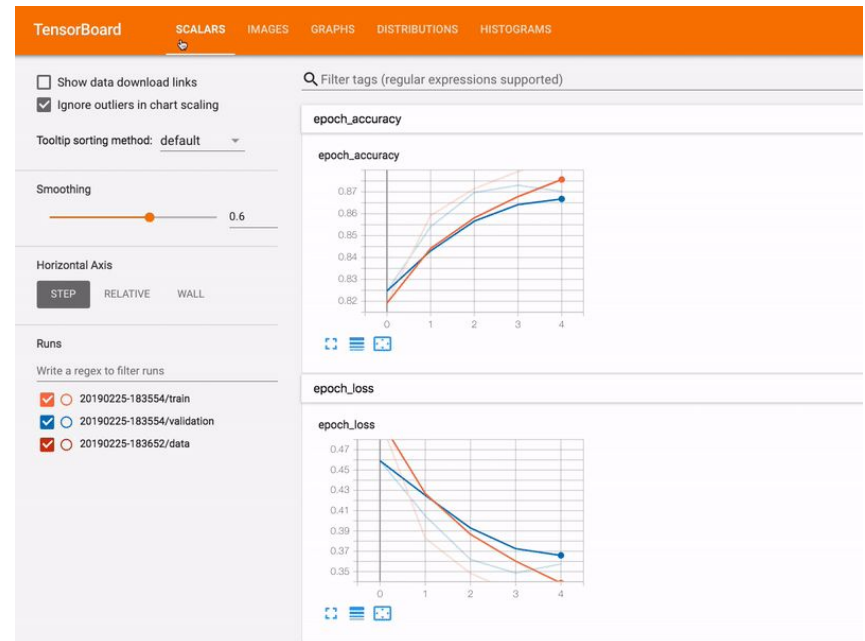 TensorBoard SCALARS IMAGES GRAPHS DISTRIBUTIONS HISTOGRAMS
Show data download links
Ignore outliers in chart scaling
Tooltip sorting method: default
Smoothing
0.6
Horizontal Axis
STEP RELATIVE WALL
Runs
Write a regex to filter runs
20190225-183554/train
20190225-183554/validation
20190225-183652/data
Filter tags (regular expressions supported)
epoch_accuracy
epoch_accuracy
0.87
0.86
0.85
0.84
0.83
0.82
0 1 2 3 4
epoch_loss
epoch_loss
0.47
0.45
0.43
0.41
0.39
0.37
0.35
0 1 2 3 4